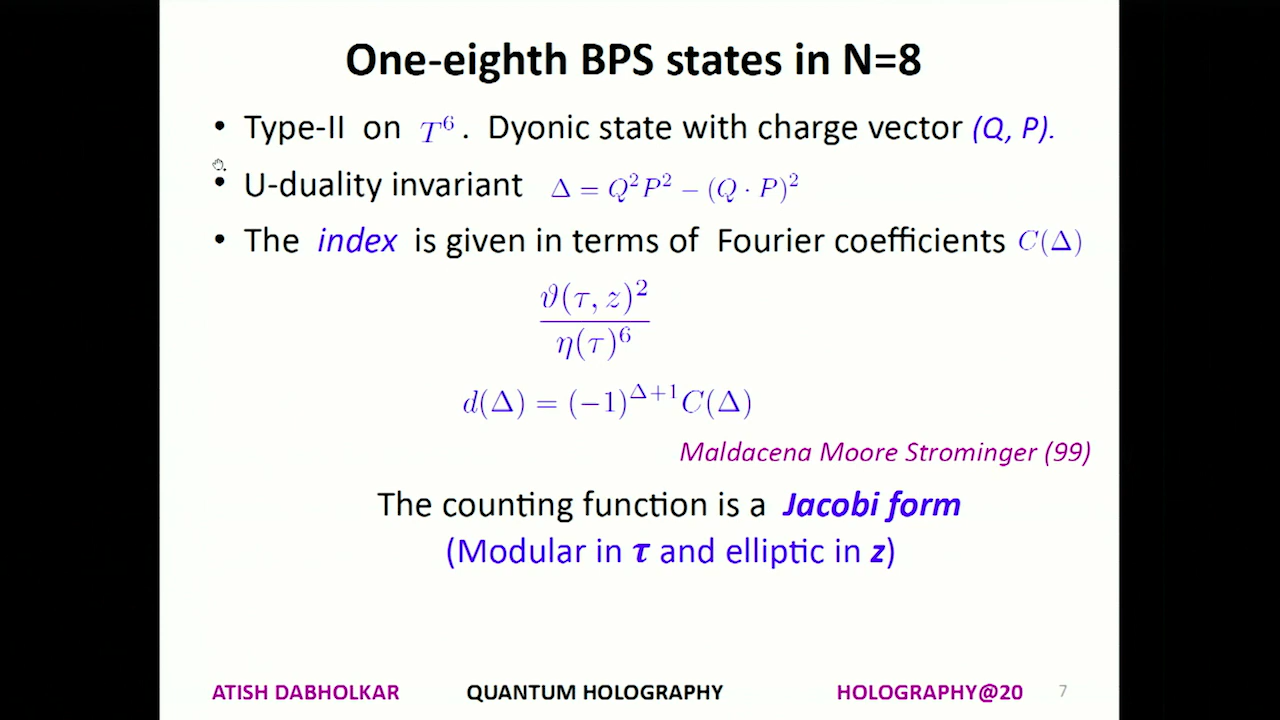 One-eighth BPS states in N=8
• Type-II on T⁶. Dyonic state with charge vector (Q, P).
• U-duality invariant Δ = Q²P² − (Q · P)²
• The index is given in terms of Fourier coefficients C(Δ)
ϑ(τ, z)²
η(τ)⁶
d(Δ) = (−1)^{Δ+1} C(Δ)
Maldacena Moore Strominger (99)
The counting function is a Jacobi form
(Modular in τ and elliptic in z)
ATISH DABHOLKAR QUANTUM HOLOGRAPHY HOLOGRAPHY@20 7